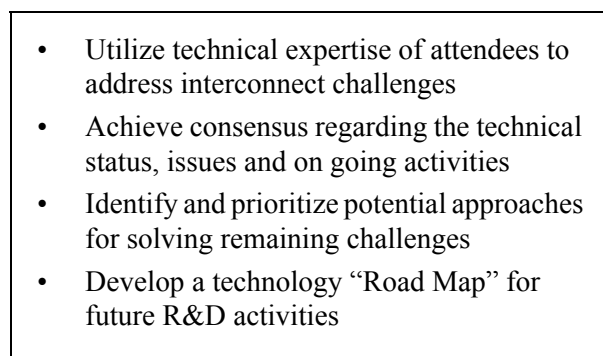 • Utilize technical expertise of attendees to
address interconnect challenges
• Achieve consensus regarding the technical
status, issues and on going activities
• Identify and prioritize potential approaches
for solving remaining challenges
• Develop a technology “Road Map” for
future R&D activities